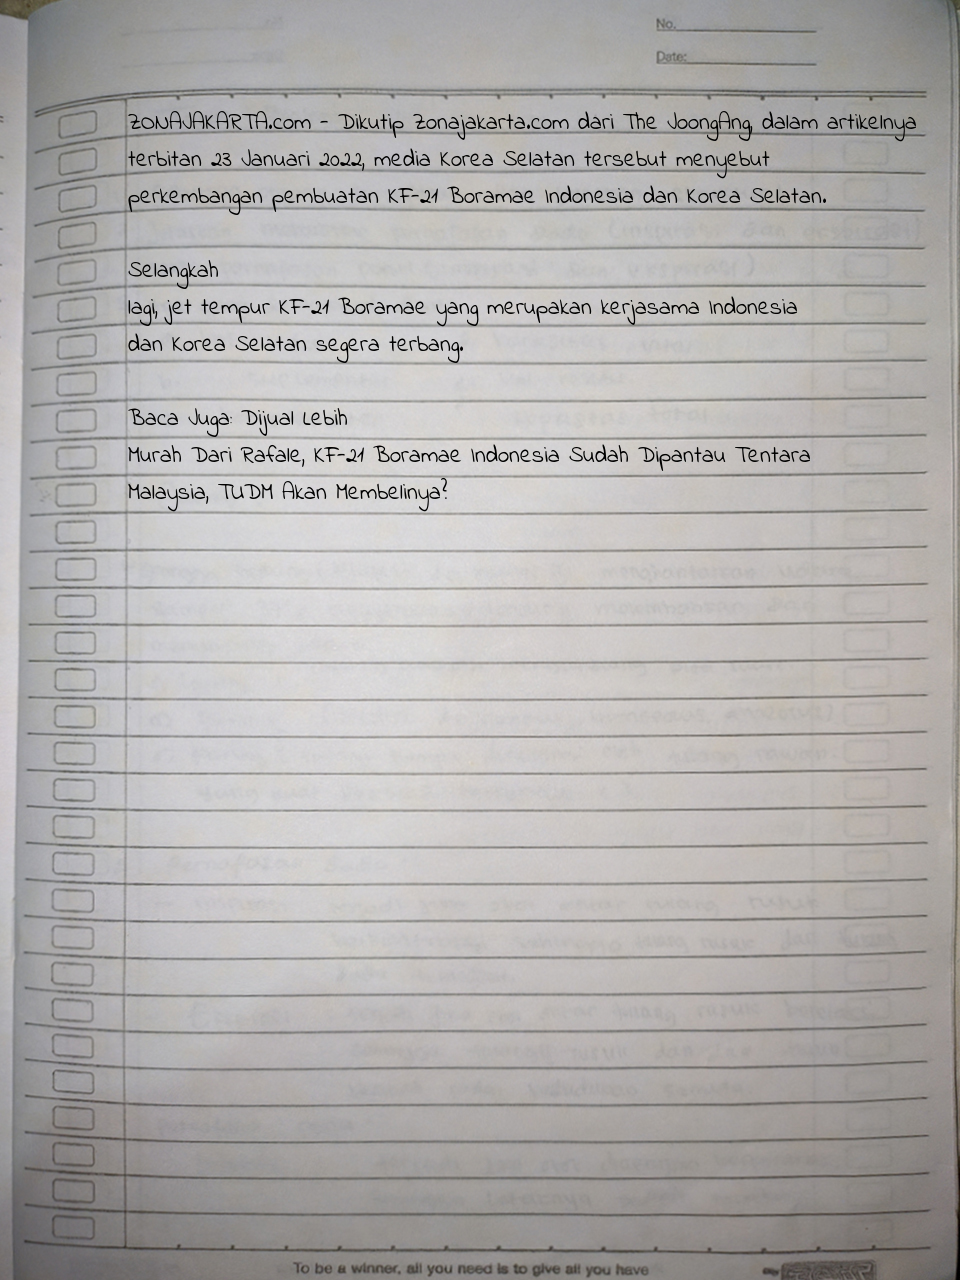 No.
Date:
ZONAJAKARTA.com - Dikutip Zonajakarta.com dari The JoongAng, dalam artikelnya
terbitan 23 Januari 2022, media Korea Selatan tersebut menyebut
perkembangan pembuatan KF-21 Boramae Indonesia dan Korea Selatan.
Selangkah
lagi, jet tempur KF-21 Boramae yang merupakan kerjasama Indonesia
dan Korea Selatan segera terbang.
Baca Juga: Dijual Lebih
Murah Dari Rafale, KF-21 Boramae Indonesia Sudah Dipantau Tentara
Malaysia, TUDM Akan Membelinya?
To be a winner, all you need is to give all you have